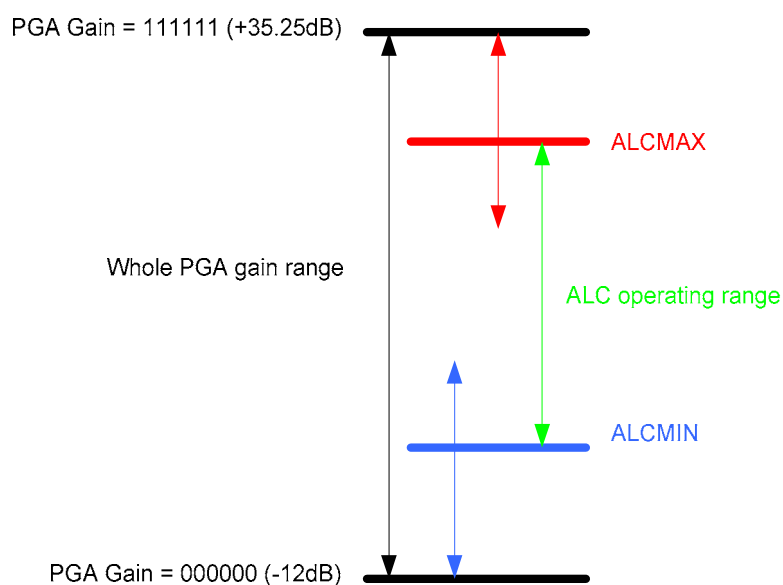 PGA Gain = 111111 (+35.25dB)
ALCMAX
Whole PGA gain range
ALC operating range
ALCMIN
PGA Gain = 000000 (-12dB)